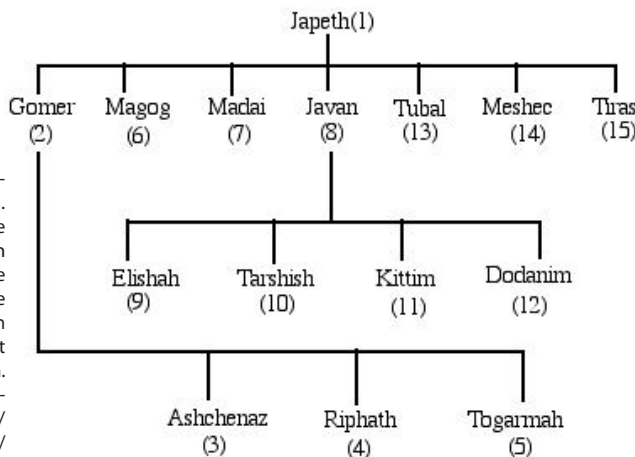 Japeth(1)
Gomer Magog Madai Javan Tubal Meshec Tiras
(2) (6) (7) (8) (13) (14) (15)
Elishah Tarshish Kittim Dodanim
(9) (10) (11) (12)
Ashchenaz Riphath Togarmah
(3) (4) (5)